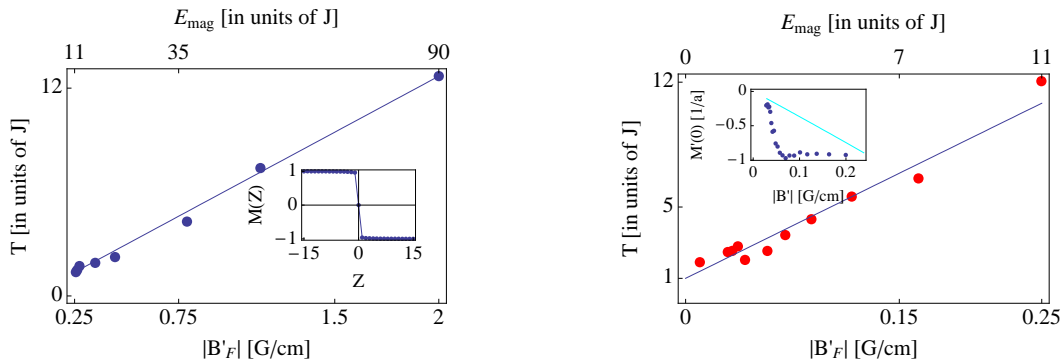 E_mag [in units of J]
11 35 90
12
0
T [in units of J]
0.25 0.75 1.5 2
|B'_F| [G/cm]
1
0
−1
M(Z)
−15 0 15
Z
E_mag [in units of J]
0 7 11
12
5
1
T [in units of J]
0 0.15 0.25
|B'_F| [G/cm]
0
−0.5
−1
M'(0) [1/a]
0 0.1 0.2
|B'| [G/cm]